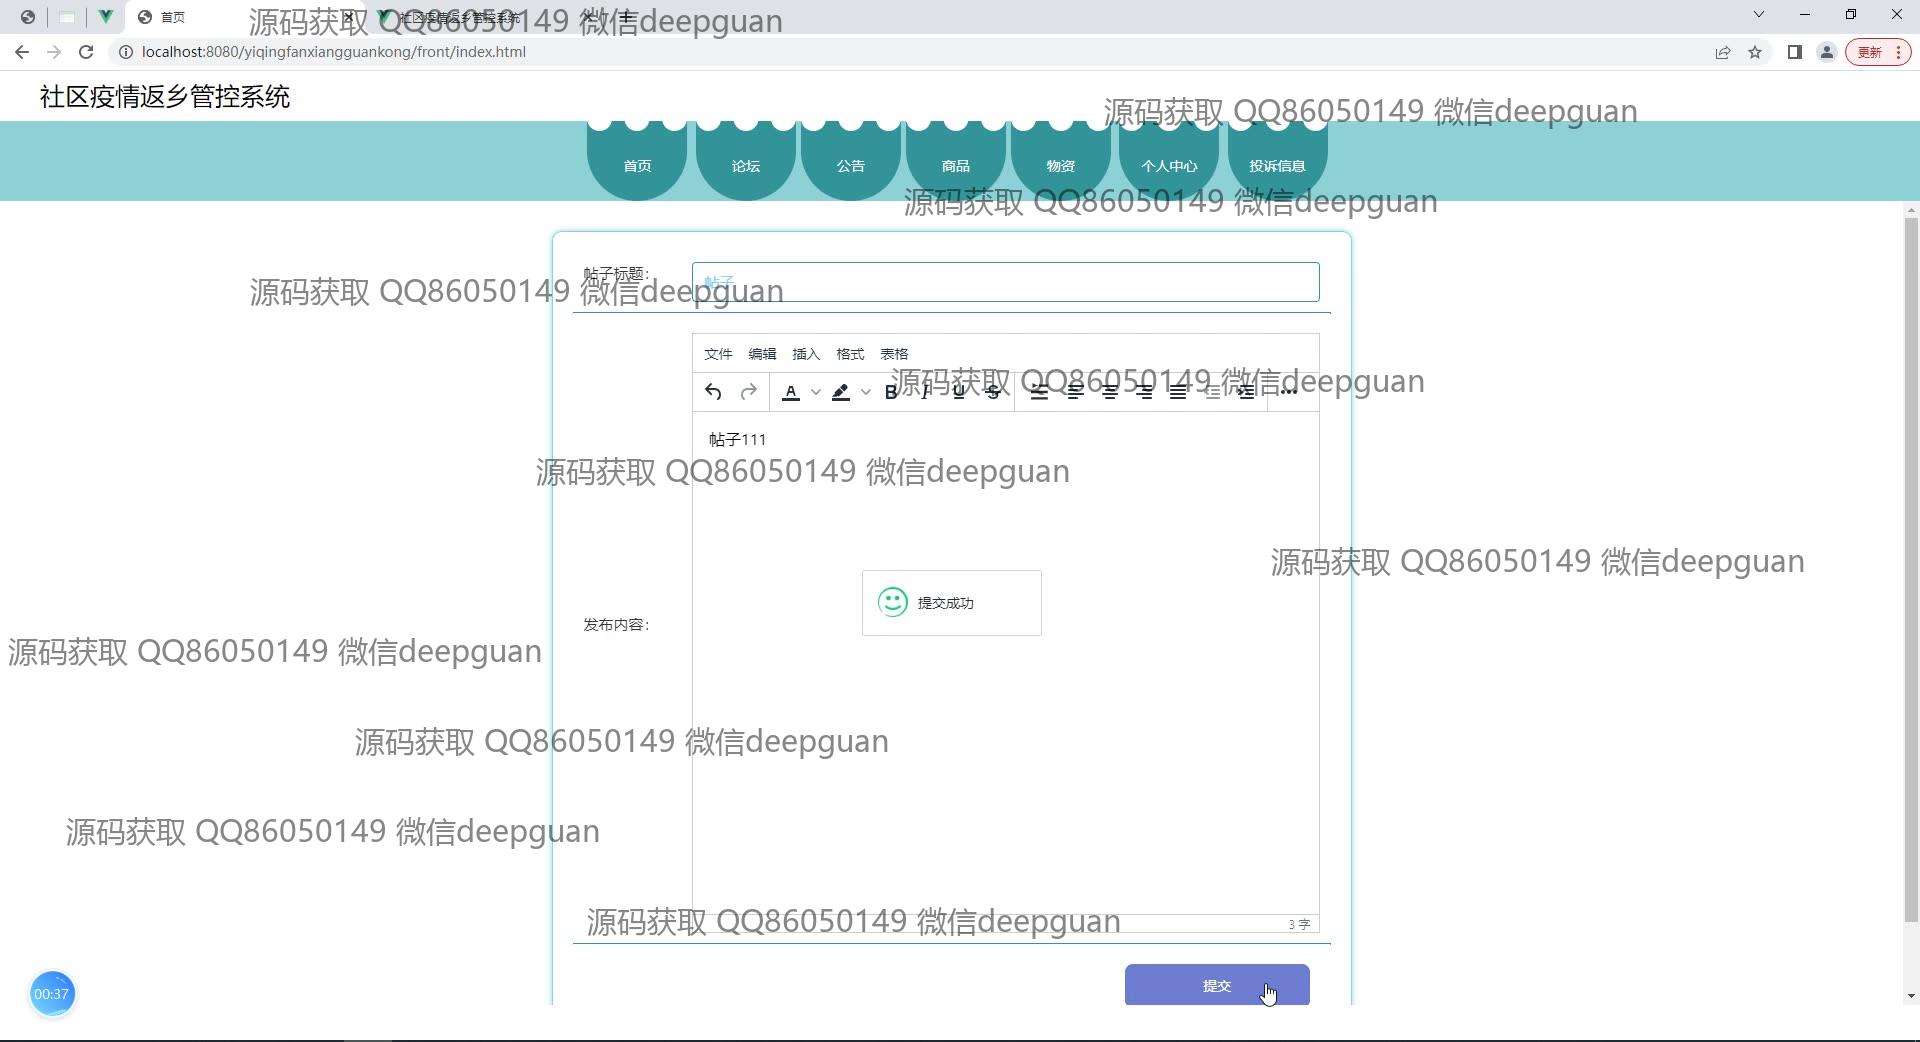 首页
社区疫情返乡管控系统
源码获取 QQ86050149 微信deepguan
localhost:8080/yiqingfanxiangguankong/front/index.html
更新
社区疫情返乡管控系统
源码获取 QQ86050149 微信deepguan
首页 论坛 公告 商品 物资 个人中心 投诉信息
源码获取 QQ86050149 微信deepguan
帖子标题:
帖子
源码获取 QQ86050149 微信deepguan
文件 编辑 插入 格式 表格
源码获取 QQ86050149 微信deepguan
帖子111
源码获取 QQ86050149 微信deepguan
源码获取 QQ86050149 微信deepguan
提交成功
发布内容:
源码获取 QQ86050149 微信deepguan
源码获取 QQ86050149 微信deepguan
源码获取 QQ86050149 微信deepguan
源码获取 QQ86050149 微信deepguan
3 字
提交
00:37